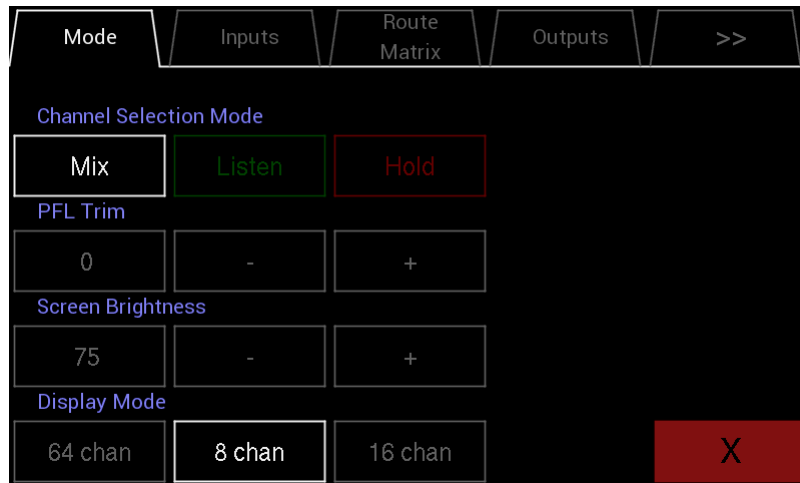 Mode
Inputs
Route
Matrix
Outputs
>>
Channel Selection Mode
Mix
Listen
Hold
PFL Trim
0
-
+
Screen Brightness
75
-
+
Display Mode
64 chan
8 chan
16 chan
X